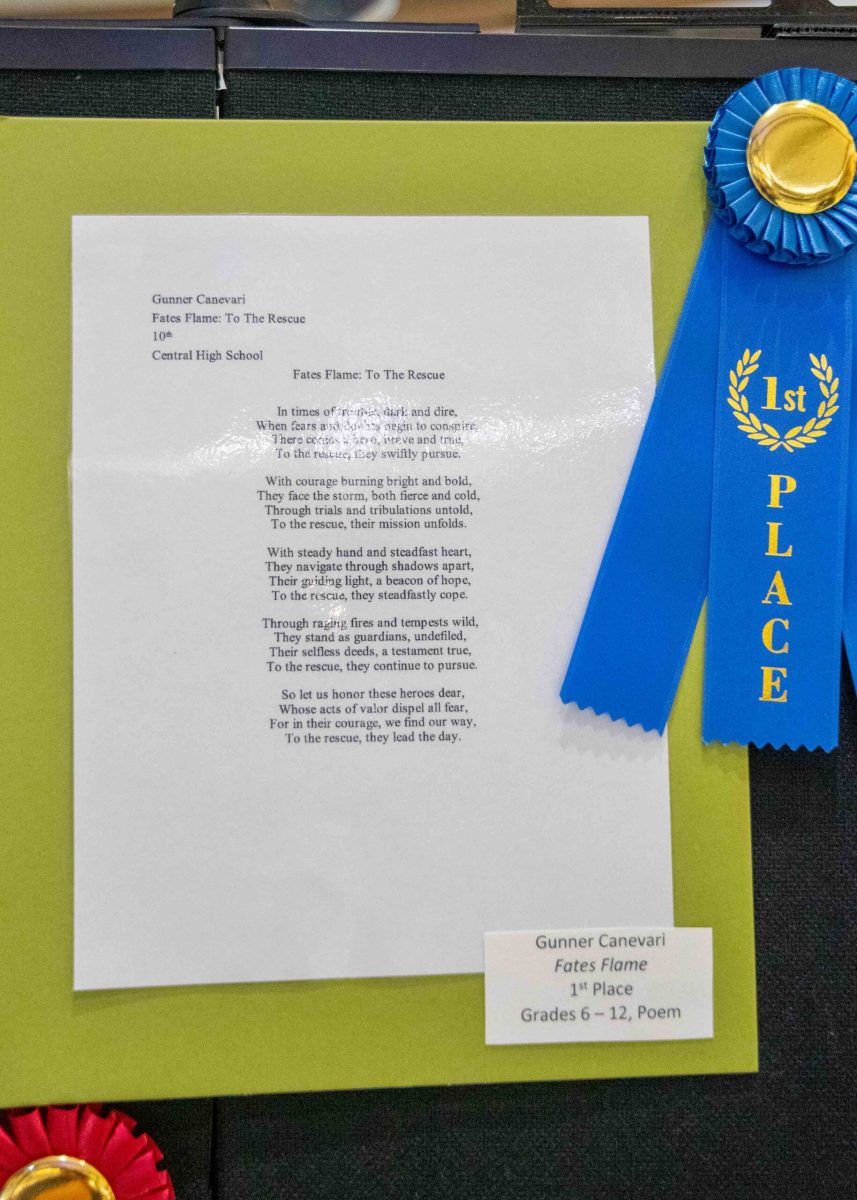 Gunner Canevari
Fates Flame: To The Rescue
10th
Central High School
Fates Flame: To The Rescue
In times of trouble, dark and dire,
When fears and doubts begin to conspire,
There comes a hero, brave and true,
To the rescue, they swiftly pursue.
With courage burning bright and bold,
They face the storm, both fierce and cold,
Through trials and tribulations untold,
To the rescue, their mission unfolds.
With steady hand and steadfast heart,
They navigate through shadows apart,
Their guiding light, a beacon of hope,
To the rescue, they steadfastly cope.
Through raging fires and tempests wild,
They stand as guardians, undefiled,
Their selfless deeds, a testament true,
To the rescue, they continue to pursue.
So let us honor these heroes dear,
Whose acts of valor dispel all fear,
For in their courage, we find our way,
To the rescue, they lead the day.
Gunner Canevari
Fates Flame
1st Place
Grades 6 – 12, Poem
1st
PLACE